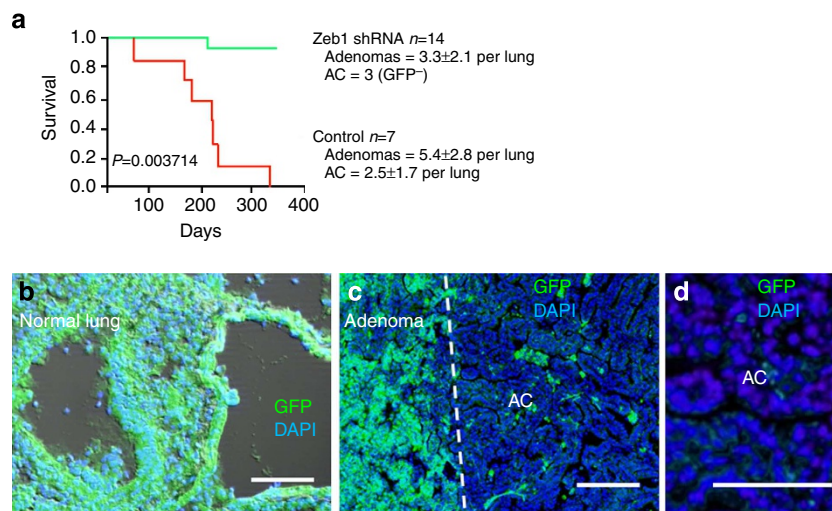 a
1.0
0.8
0.6
0.4
0.2
0.0
Survival
P=0.003714
100 200 300 400
Days
Zeb1 shRNA n=14
Adenomas = 3.3±2.1 per lung
AC = 3 (GFP⁻)
Control n=7
Adenomas = 5.4±2.8 per lung
AC = 2.5±1.7 per lung
b
Normal lung
GFP
DAPI
c
GFP
DAPI
Adenoma
AC
d
GFP
DAPI
AC